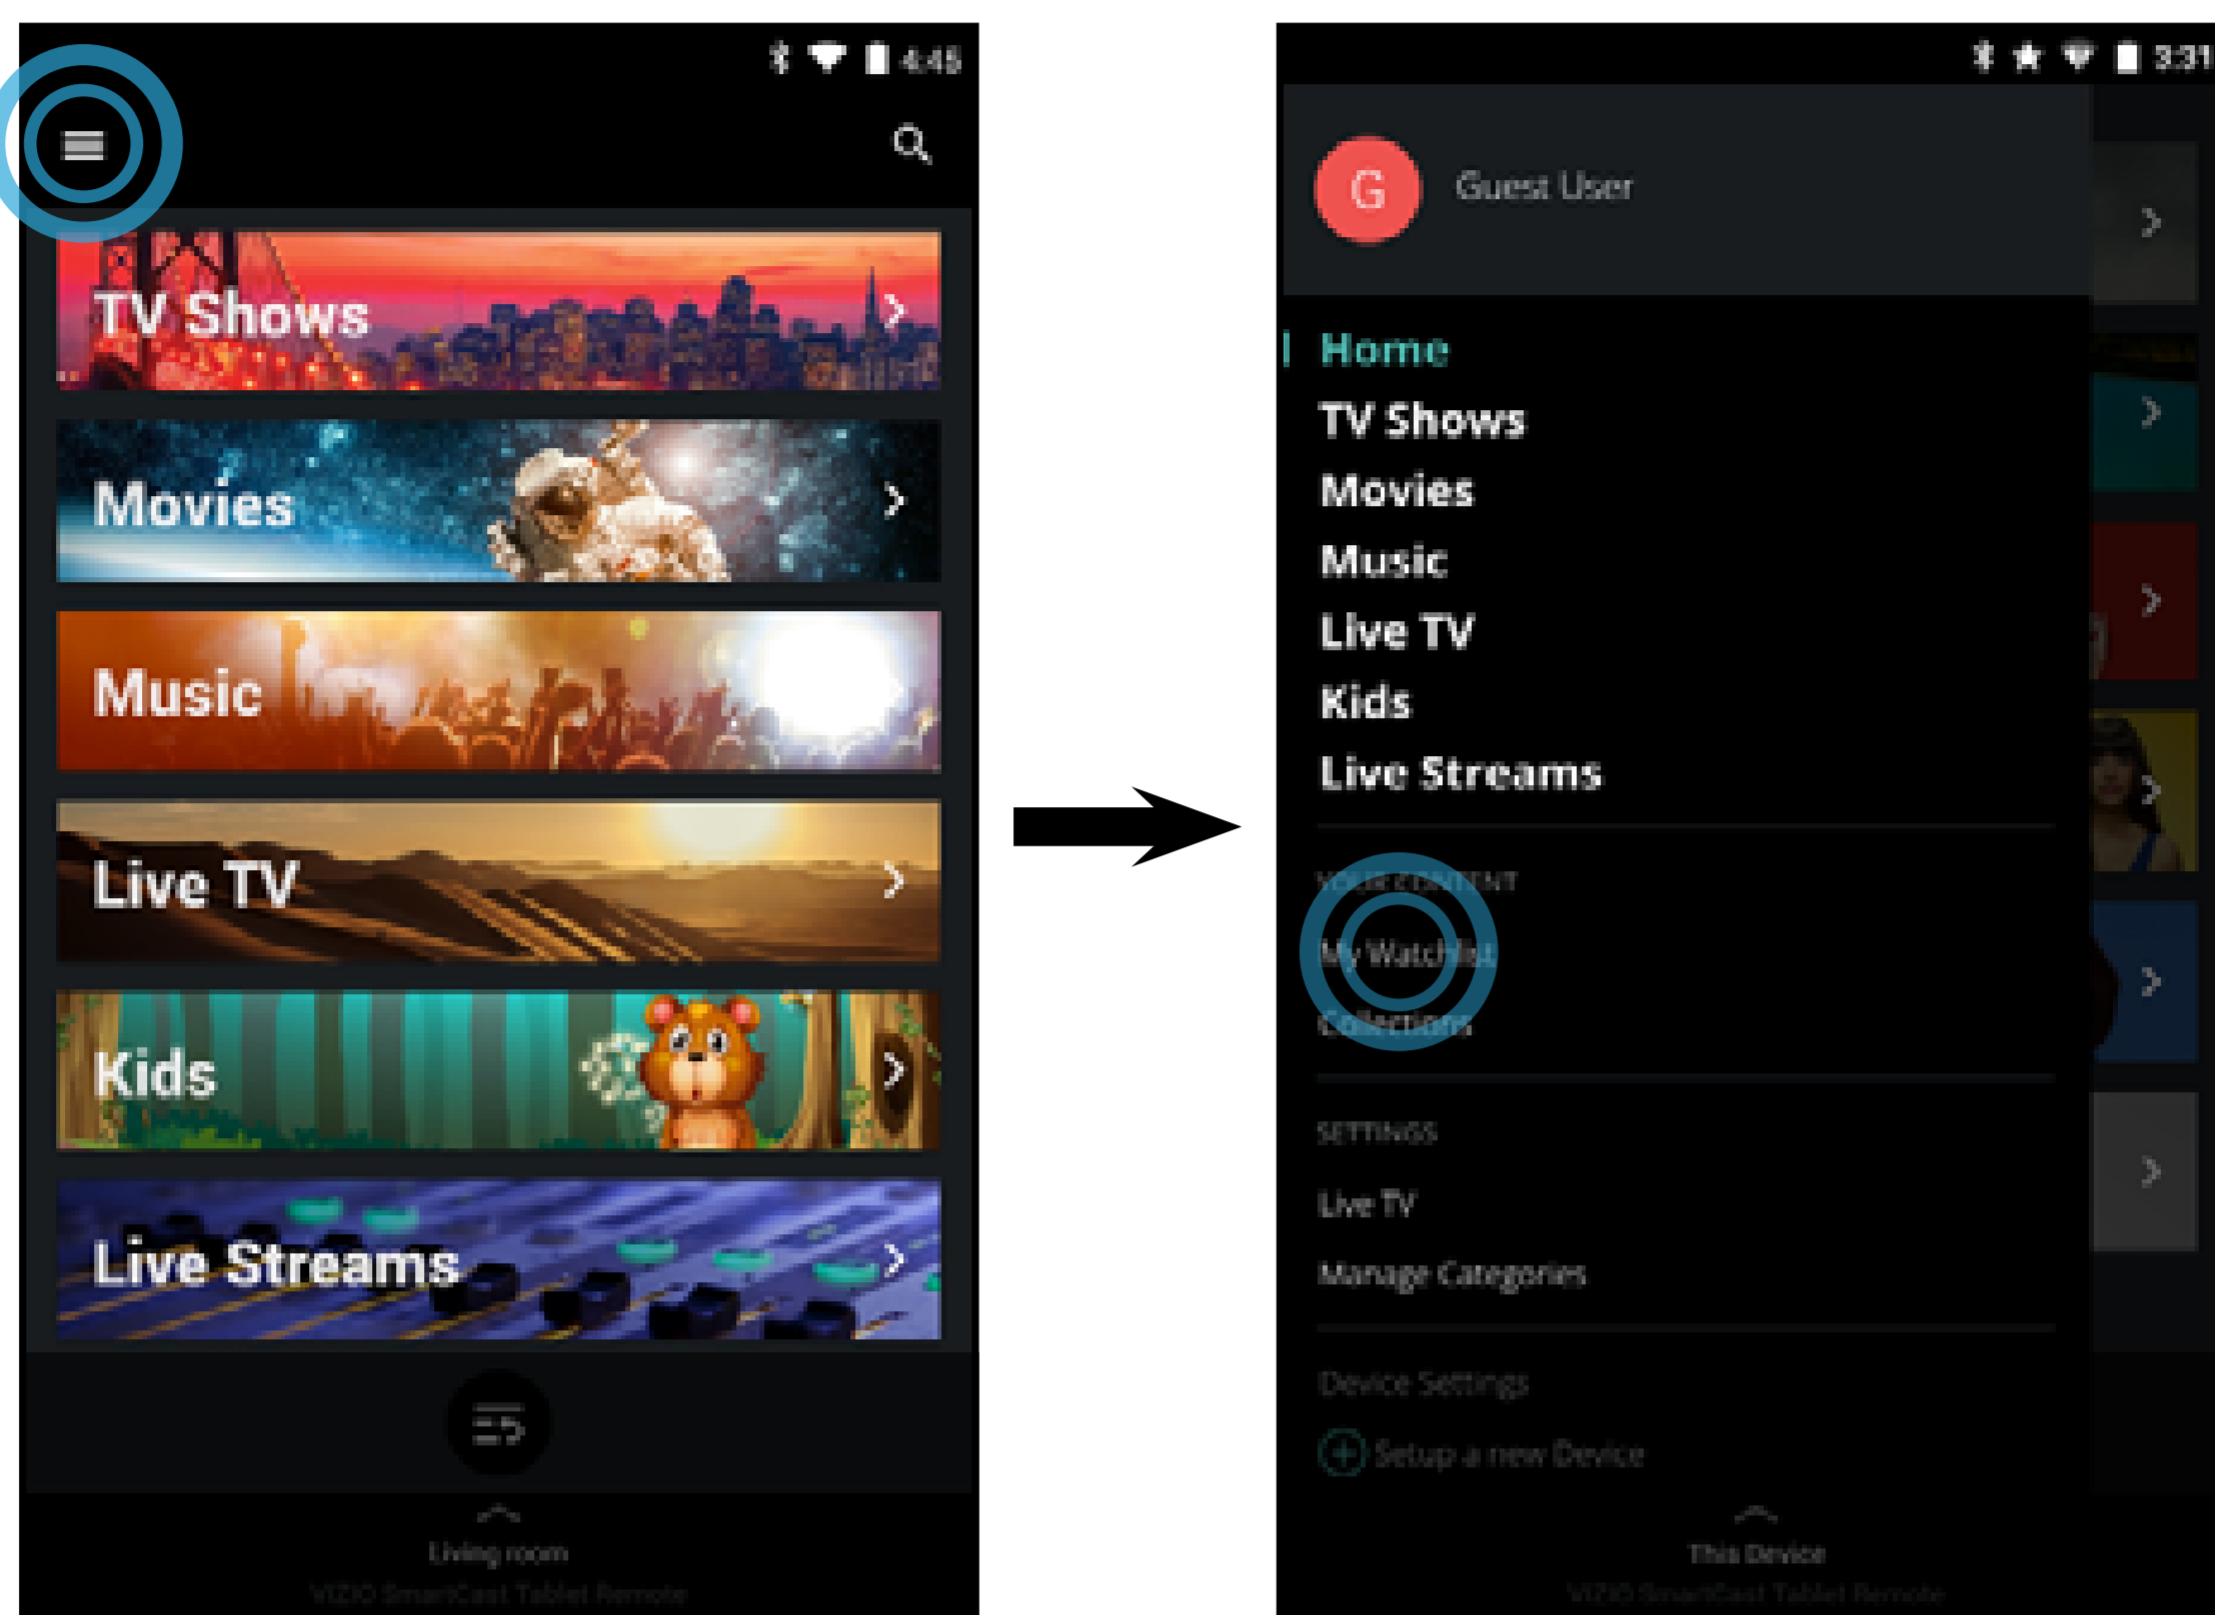 4:45
TV Shows
Movies
Music
Live TV
Kids
Live Streams
Living room
VIZIO SmartCast Tablet Remote
3:31
G
Guest User
Home
TV Shows
Movies
Music
Live TV
Kids
Live Streams
YOUR CONTENT
My Watchlist
Collections
SETTINGS
Live TV
Manage Categories
Device Settings
Setup a new Device
This Device
VIZIO SmartCast Tablet Remote